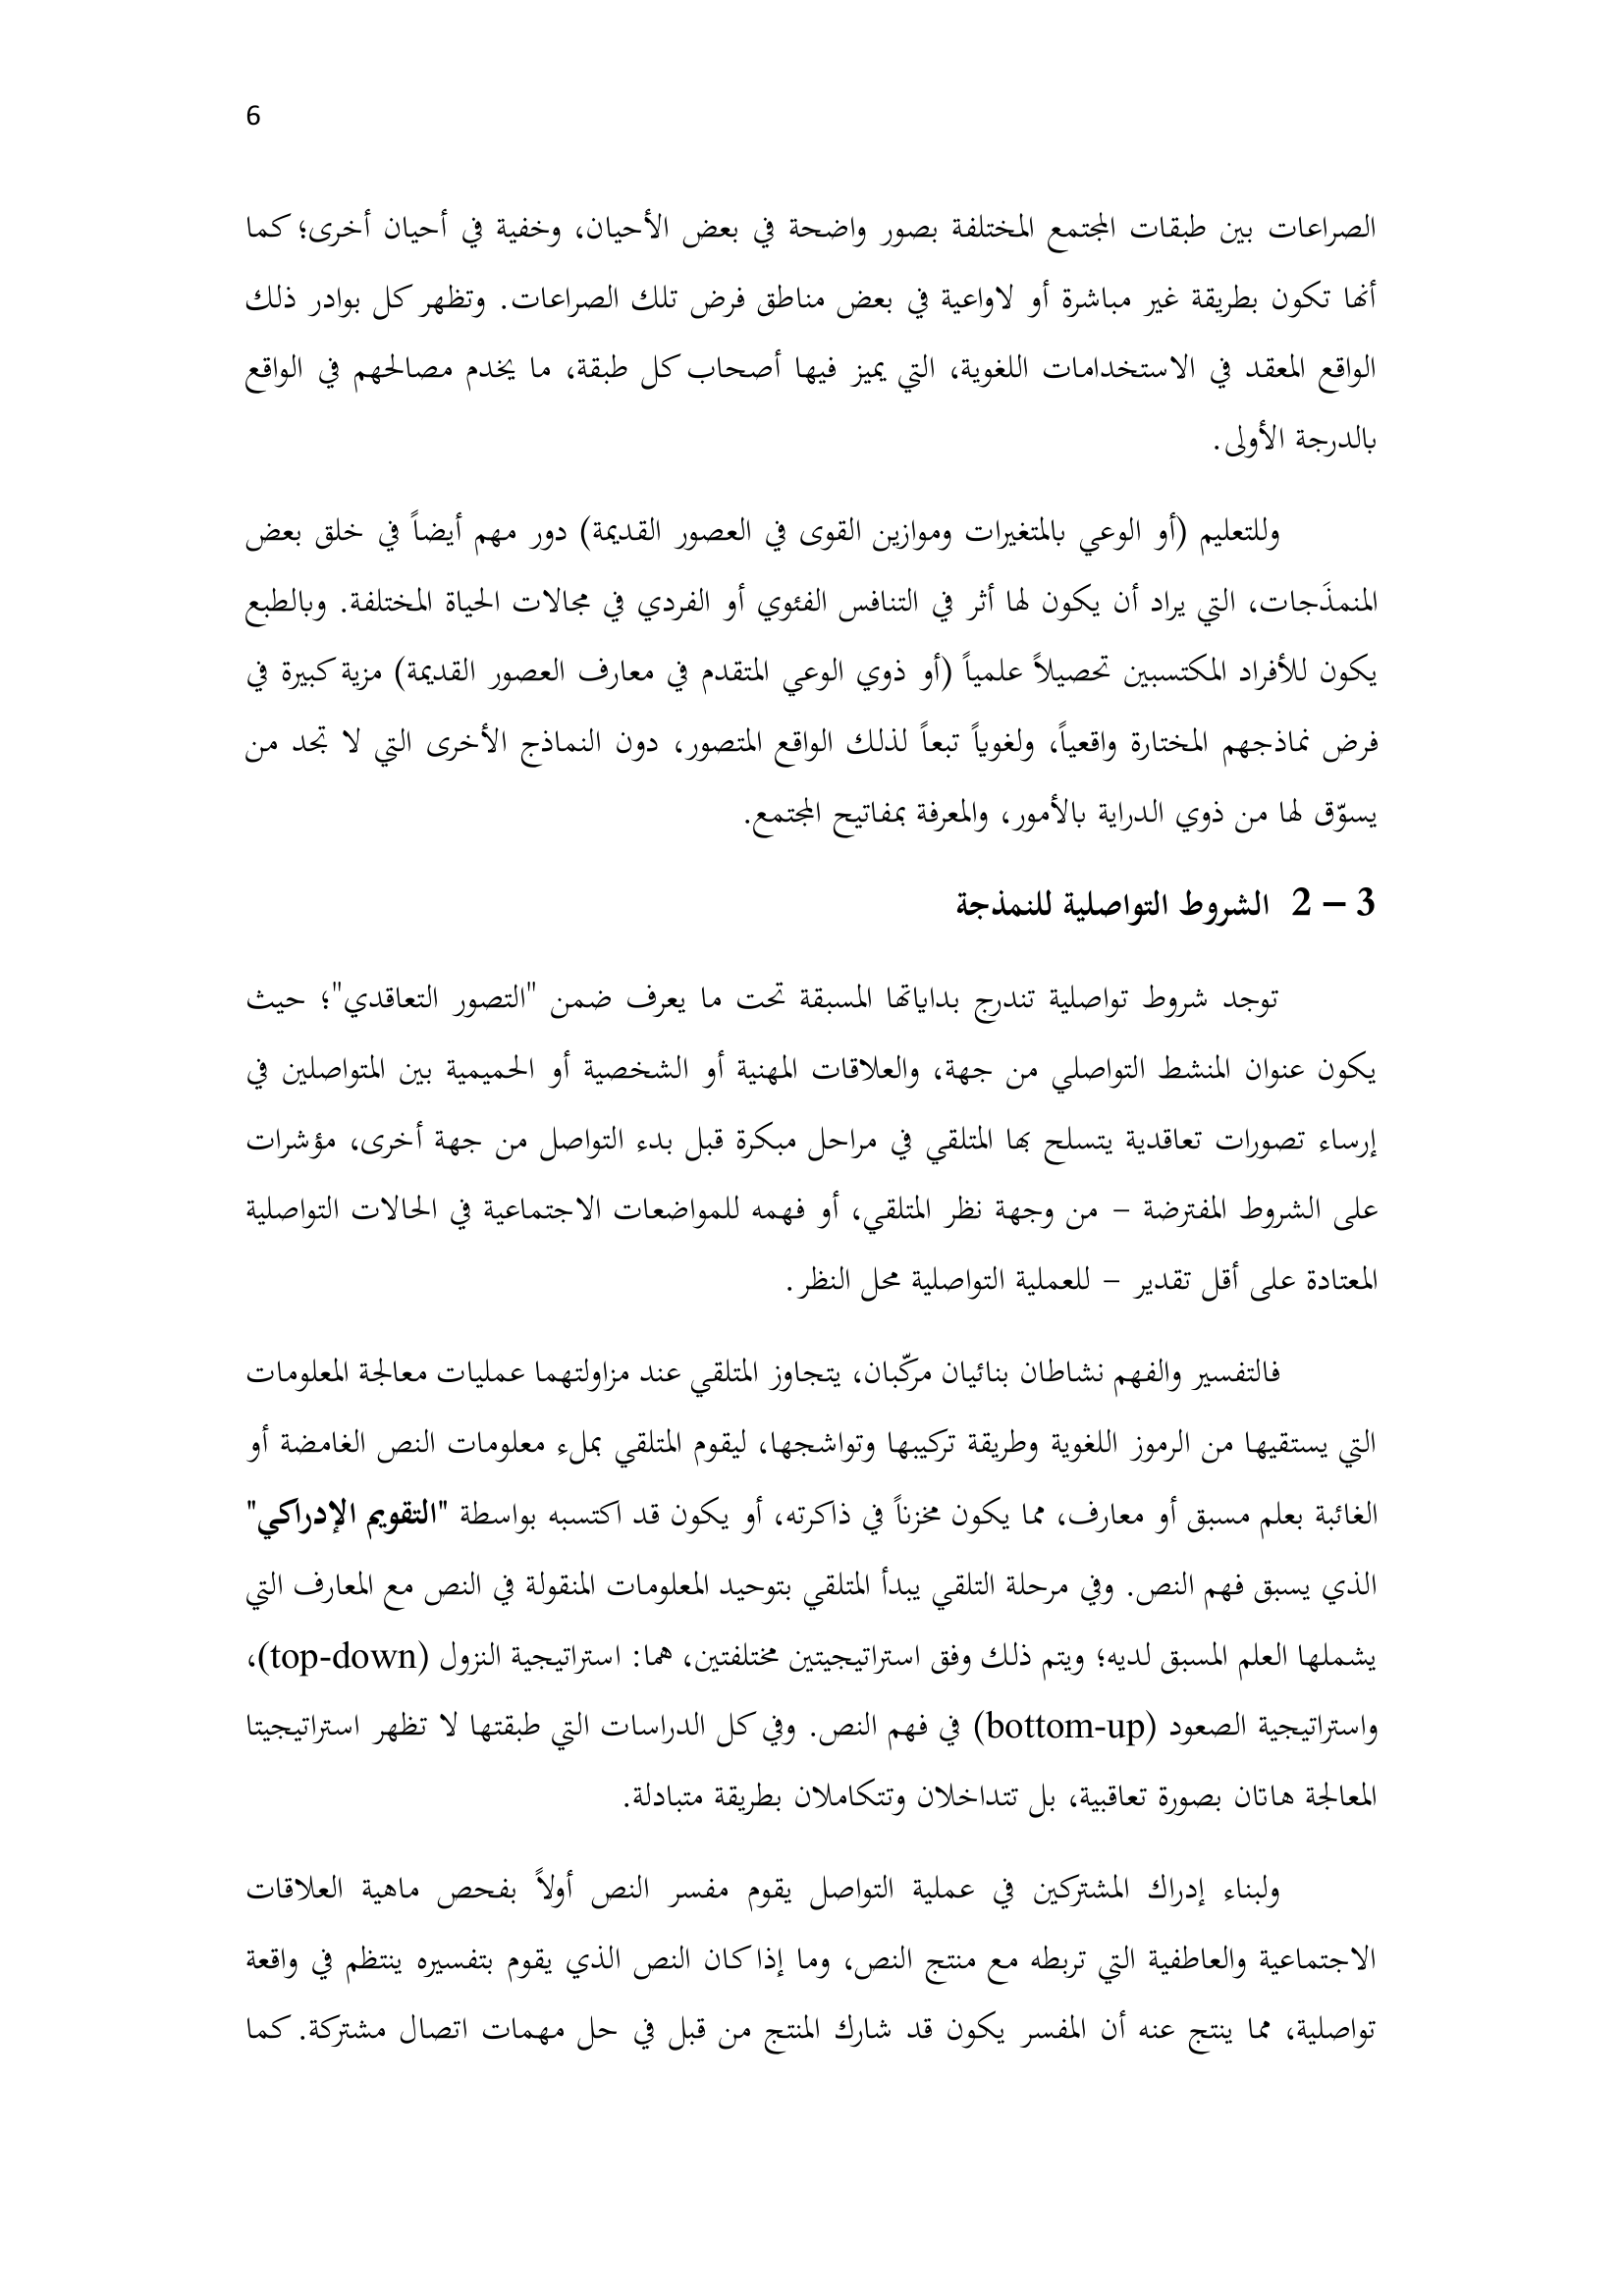 6
الصراعات بين طبقات المجتمع المختلفة بصور واضحة في بعض الأحيان، وخفية في أحيان أخرى؛ كما
أنها تكون بطريقة غير مباشرة أو لاواعية في بعض مناطق فرض تلك الصراعات. وتظهر كل بوادر ذلك
الواقع المعقد في الاستخدامات اللغوية، التي يميز فيها أصحاب كل طبقة، ما يخدم مصالحهم في الواقع
بالدرجة الأولى.
وللتعليم (أو الوعي بالمتغيرات وموازين القوى في العصور القديمة) دور مهم أيضاً في خلق بعض
المنمذَجات، التي يراد أن يكون لها أثر في التنافس الفئوي أو الفردي في مجالات الحياة المختلفة. وبالطبع
يكون للأفراد المكتسبين تحصيلاً علمياً (أو ذوي الوعي المتقدم في معارف العصور القديمة) مزية كبيرة في
فرض نماذجهم المختارة واقعياً، ولغوياً تبعاً لذلك الواقع المتصور، دون النماذج الأخرى التي لا تجد من
يسوّق لها من ذوي الدراية بالأمور، والمعرفة بمفاتيح المجتمع.
3 – 2 الشروط التواصلية للنمذجة
توجد شروط تواصلية تندرج بداياتها المسبقة تحت ما يعرف ضمن "التصور التعاقدي"؛ حيث
يكون عنوان المنشط التواصلي من جهة، والعلاقات المهنية أو الشخصية أو الحميمية بين المتواصلين في
إرساء تصورات تعاقدية يتسلح بها المتلقي في مراحل مبكرة قبل بدء التواصل من جهة أخرى، مؤشرات
على الشروط المفترضة – من وجهة نظر المتلقي، أو فهمه للمواضعات الاجتماعية في الحالات التواصلية
المعتادة على أقل تقدير – للعملية التواصلية محل النظر.
فالتفسير والفهم نشاطان بنائيان مركّبان، يتجاوز المتلقي عند مزاولتهما عمليات معالجة المعلومات
التي يستقيها من الرموز اللغوية وطريقة تركيبها وتواشجها، ليقوم المتلقي بملء معلومات النص الغامضة أو
الغائبة بعلم مسبق أو معارف، مما يكون مخزناً في ذاكرته، أو يكون قد اكتسبه بواسطة "التقويم الإدراكي"
الذي يسبق فهم النص. وفي مرحلة التلقي يبدأ المتلقي بتوحيد المعلومات المنقولة في النص مع المعارف التي
يشملها العلم المسبق لديه؛ ويتم ذلك وفق استراتيجيتين مختلفتين، هما: استراتيجية النزول (top-down)،
واستراتيجية الصعود (bottom-up) في فهم النص. وفي كل الدراسات التي طبقتها لا تظهر استراتيجيتا
المعالجة هاتان بصورة تعاقبية، بل تتداخلان وتتكاملان بطريقة متبادلة.
ولبناء إدراك المشتركين في عملية التواصل يقوم مفسر النص أولاً بفحص ماهية العلاقات
الاجتماعية والعاطفية التي تربطه مع منتج النص، وما إذا كان النص الذي يقوم بتفسيره ينتظم في واقعة
تواصلية، مما ينتج عنه أن المفسر يكون قد شارك المنتج من قبل في حل مهمات اتصال مشتركة. كما